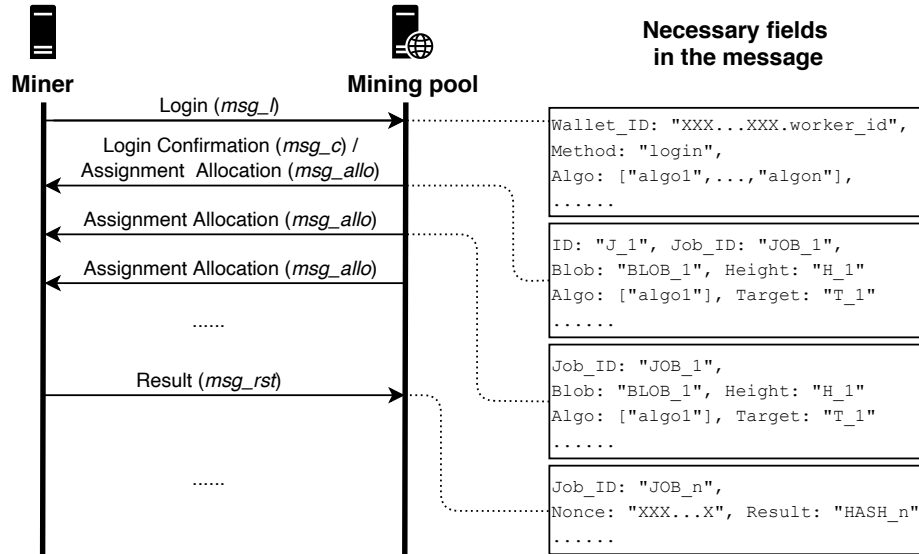 Necessary fields
in the message
Miner
Mining pool
Login (msg_l)
Login Confirmation (msg_c) /
Assignment Allocation (msg_allo)
Assignment Allocation (msg_allo)
Assignment Allocation (msg_allo)
......
Result (msg_rst)
......
Wallet_ID: "XXX...XXX.worker_id",
Method: "login",
Algo: ["algo1",...,"algon"],
......
ID: "J_1", Job_ID: "JOB_1",
Blob: "BLOB_1", Height: "H_1"
Algo: ["algo1"], Target: "T_1"
......
Job_ID: "JOB_1",
Blob: "BLOB_1", Height: "H_1"
Algo: ["algo1"], Target: "T_1"
......
Job_ID: "JOB_n",
Nonce: "XXX...X", Result: "HASH_n"
......